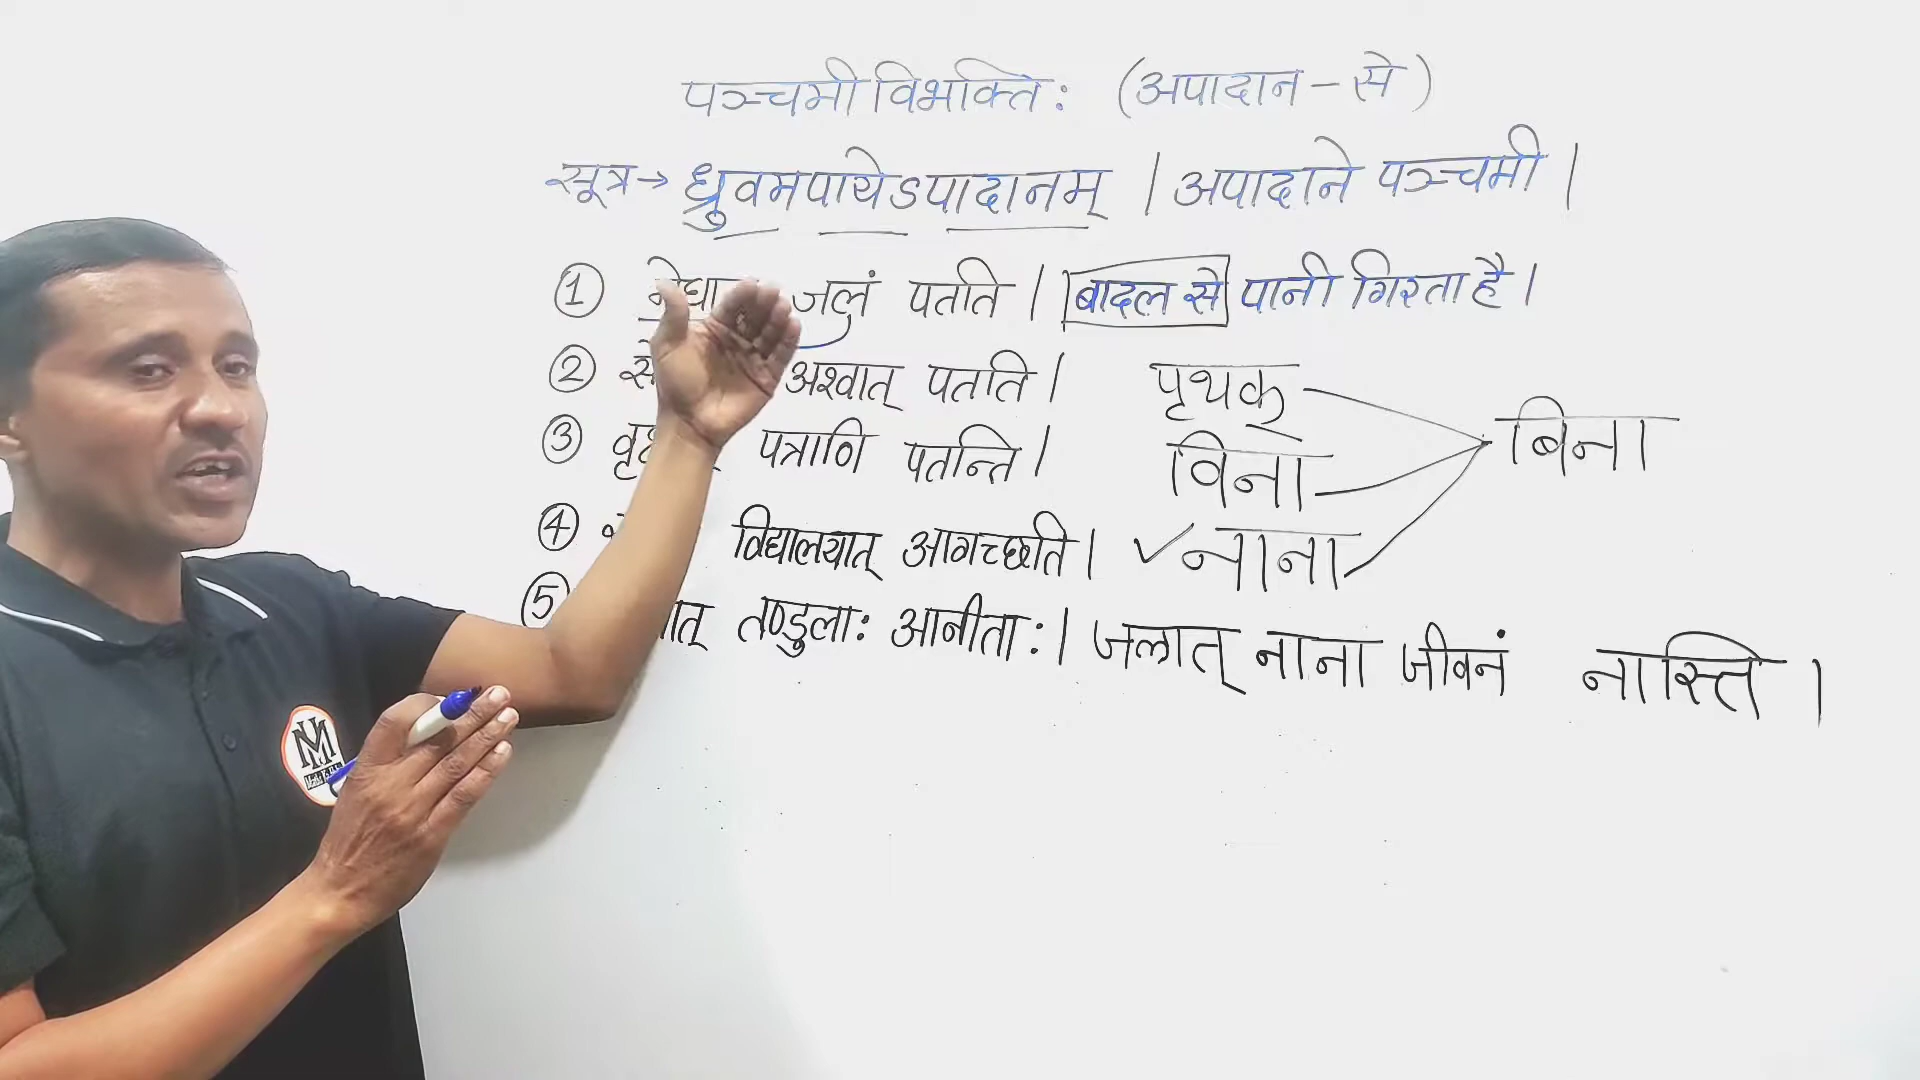 पञ्चमी विभक्तिः (अपादान - से)
सूत्र → ध्रुवमपायेऽपादानम् | अपादाने पञ्चमी |
① जलं पतति | बादल से पानी गिरता है |
② अश्वात् पतति |
③ पत्राणि पतन्ति |
④ विद्यालयात् आगच्छति |
⑤ तण्डुलाः आनीताः |
पृथक्
विना
✓ नाना
बिना
जलात् नाना जीवनं नास्ति |